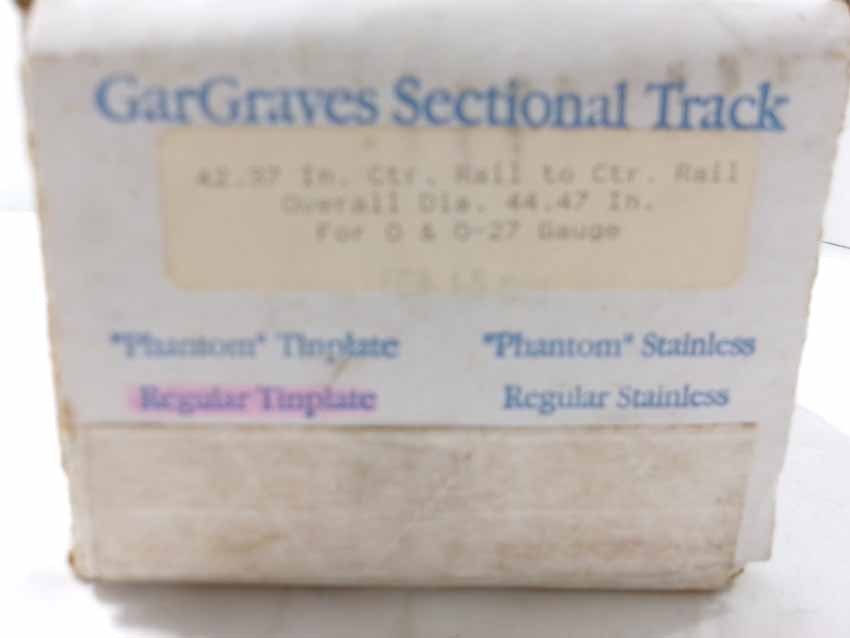 GarGraves Sectional Track
42.37 In. Ctr. Rail to Ctr. Rail
Overall Dia. 44.47 In.
For O & O-27 Gauge
"Phantom" Tinplate "Phantom" Stainless
Regular Tinplate Regular Stainless